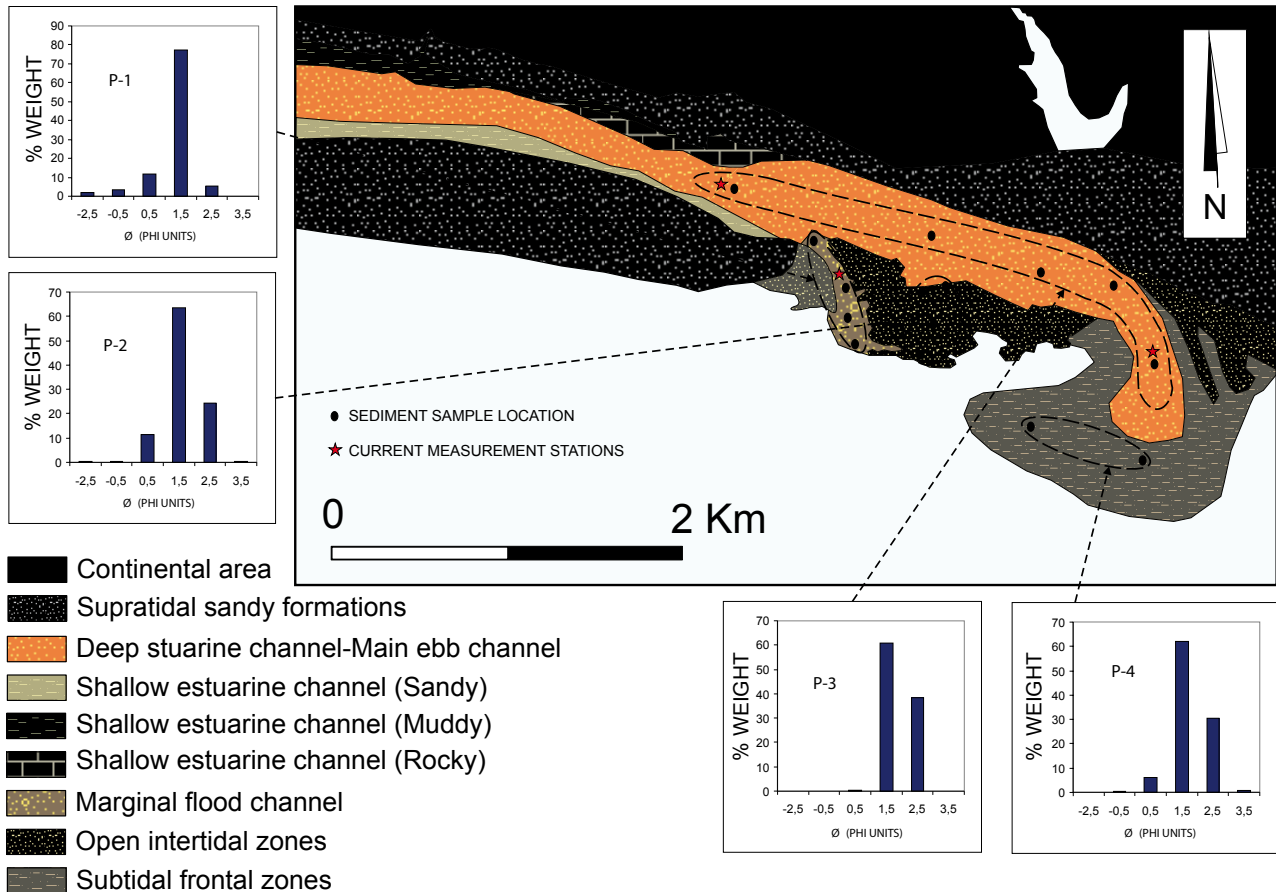 90
80
70
60
50
40
30
20
10
0
% WEIGHT
P-1
-2,5 -0,5 0,5 1,5 2,5 3,5
Ø (PHI UNITS)
70
60
50
40
30
20
10
0
% WEIGHT
P-2
-2,5 -0,5 0,5 1,5 2,5 3,5
Ø (PHI UNITS)
N
SEDIMENT SAMPLE LOCATION
CURRENT MEASUREMENT STATIONS
0 2 Km
Continental area
Supratidal sandy formations
Deep stuarine channel-Main ebb channel
Shallow estuarine channel (Sandy)
Shallow estuarine channel (Muddy)
Shallow estuarine channel (Rocky)
Marginal flood channel
Open intertidal zones
Subtidal frontal zones
70
60
50
40
30
20
10
0
% WEIGHT
P-3
-2,5 -0,5 0,5 1,5 2,5 3,5
Ø (PHI UNITS)
70
60
50
40
30
20
10
0
% WEIGHT
P-4
-2,5 -0,5 0,5 1,5 2,5 3,5
Ø (PHI UNITS)